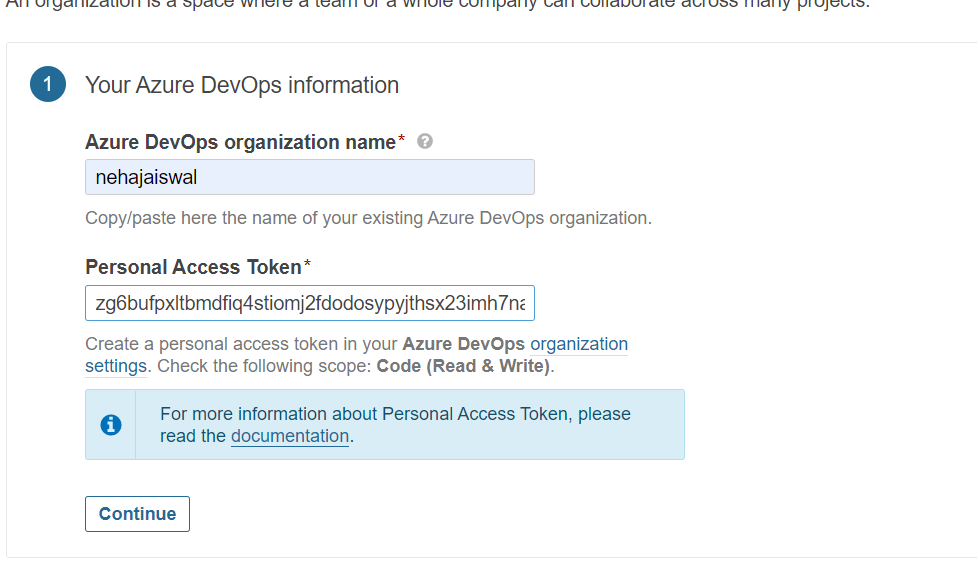 An organization is a space where a team or a whole company can collaborate across many projects.
1 Your Azure DevOps information
Azure DevOps organization name* ?
nehajaiswal
Copy/paste here the name of your existing Azure DevOps organization.
Personal Access Token*
zg6bufpxltbmdfiq4stiomj2fdodosypyjthsx23imh7na
Create a personal access token in your Azure DevOps organization
settings. Check the following scope: Code (Read & Write).
For more information about Personal Access Token, please
read the documentation.
Continue